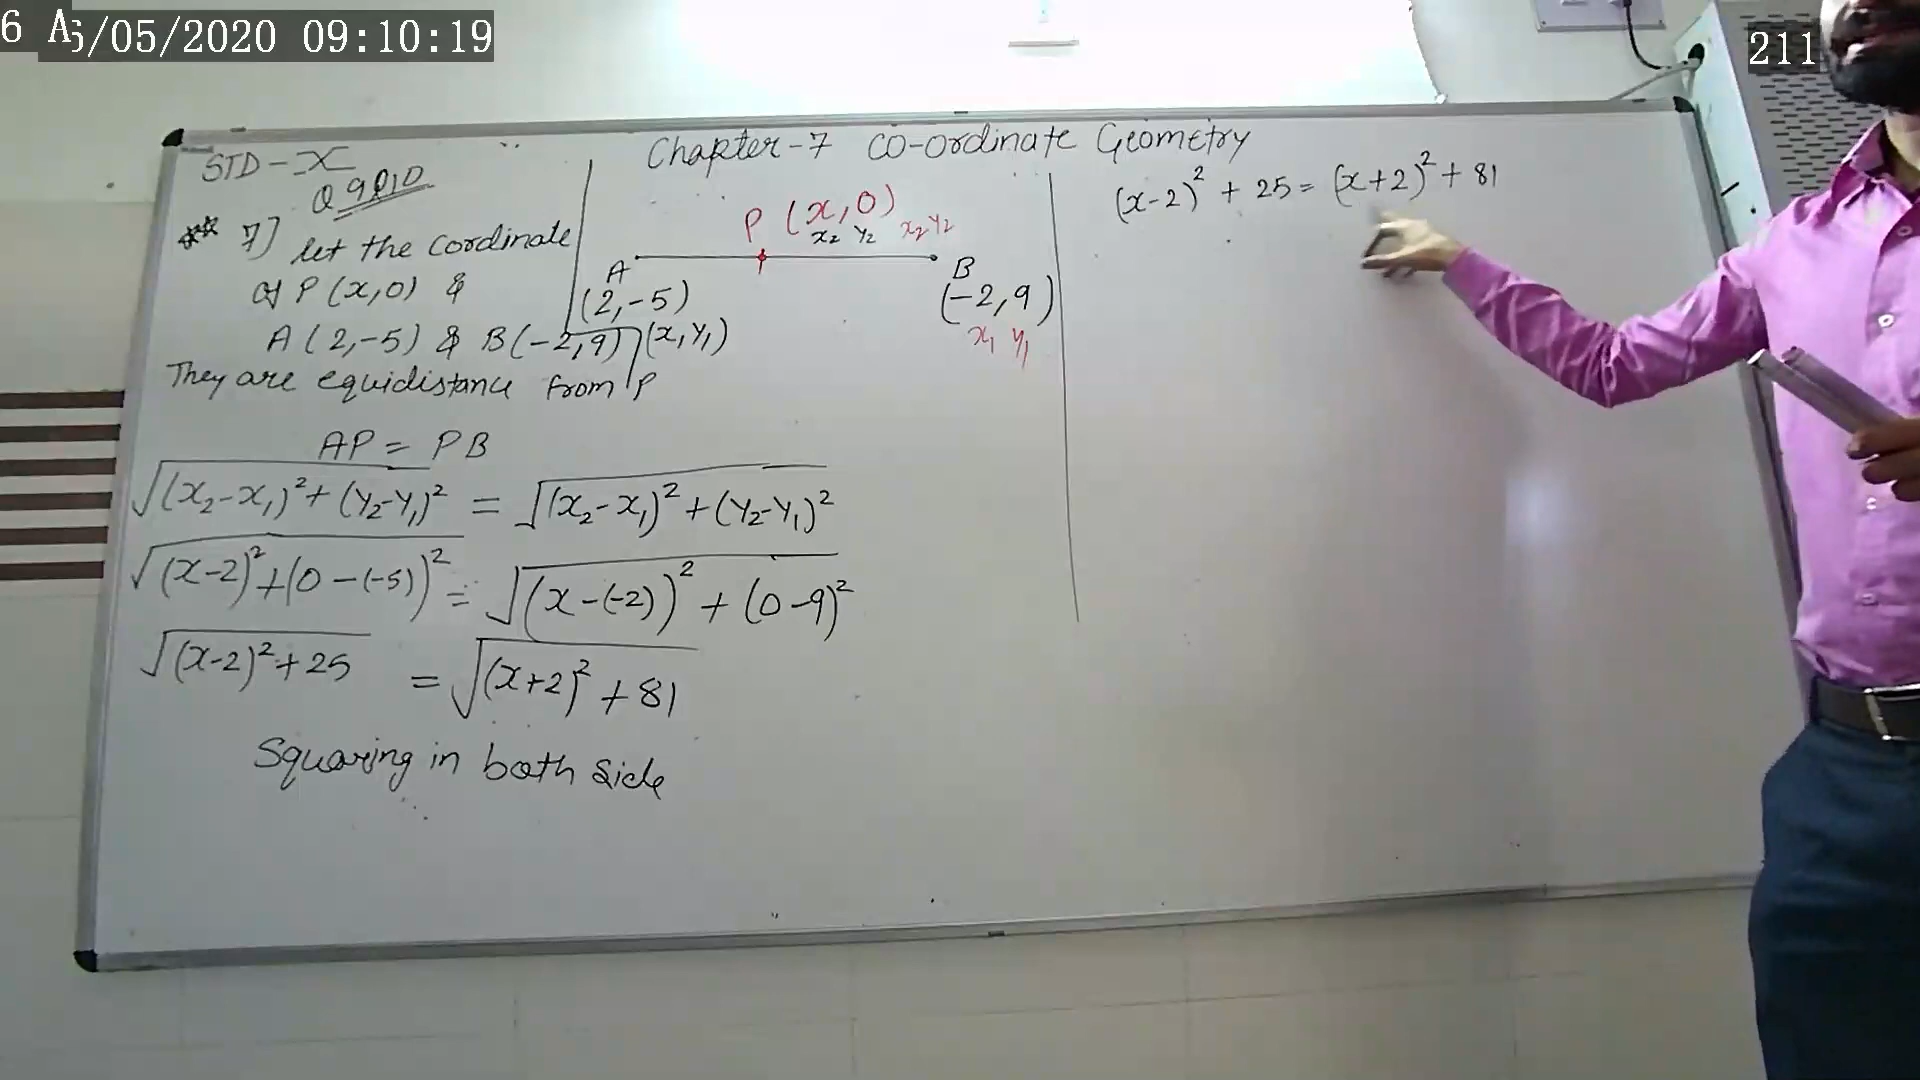 6 A
5/05/2020 09:10:19
211
Chapter-7 CO-Ordinate Geometry
STD-X
Q 9810
** 7] let the cordinate
of P (x,0) &
A (2,-5) & B(-2,9)
They are equidistance from P
AP = PB
√(x₂-x₁)²+(Y₂-Y₁)² = √(x₂-x₁)²+(Y₂-Y₁)²
√(x-2)²+(0-(-5))² = √(x-(-2))²+(0-9)²
√(x-2)²+25 = √(x+2)²+81
Squaring in both side
P (x,0)
x₂ Y₂ x₂Y₂
A B
(2,-5) (-2,9)
(x,Y₁) x₁ Y₁
(x-2)² + 25 = (x+2)² + 81